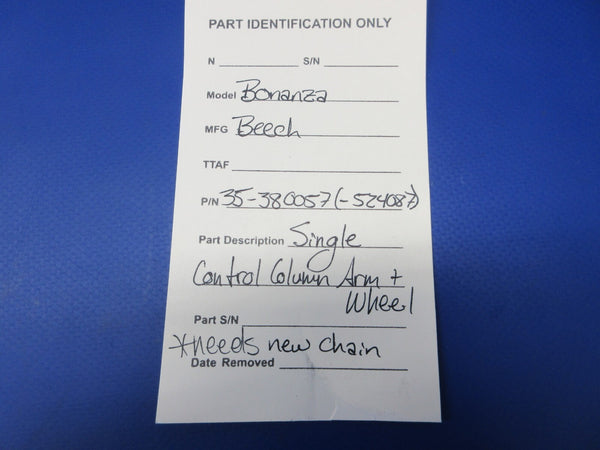 PART IDENTIFICATION ONLY
N S/N
Model Bonanza
MFG Beech
TTAF
P/N 35-380057(-524087)
Part Description Single
Control Column Arm +
Wheel
Part S/N
*needs new chain
Date Removed